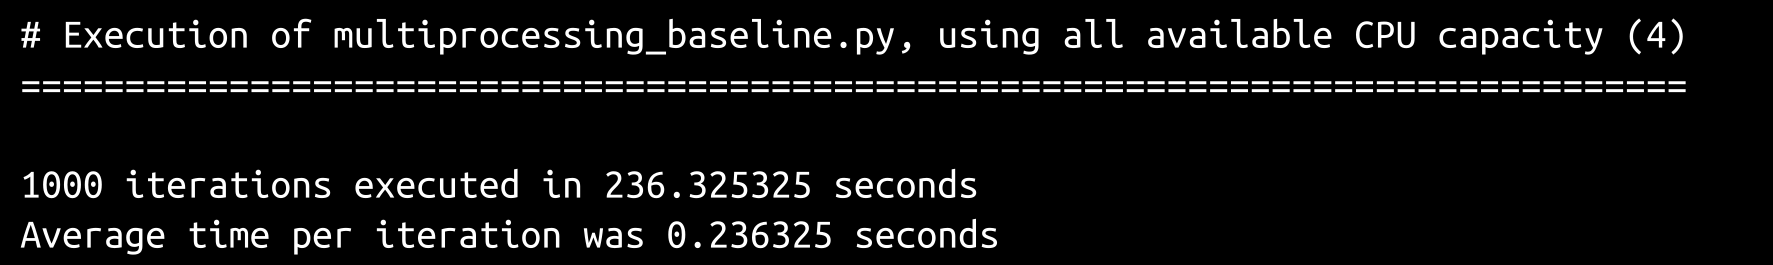 # Execution of multiprocessing_baseline.py, using all available CPU capacity (4)
================================================================================
1000 iterations executed in 236.325325 seconds
Average time per iteration was 0.236325 seconds